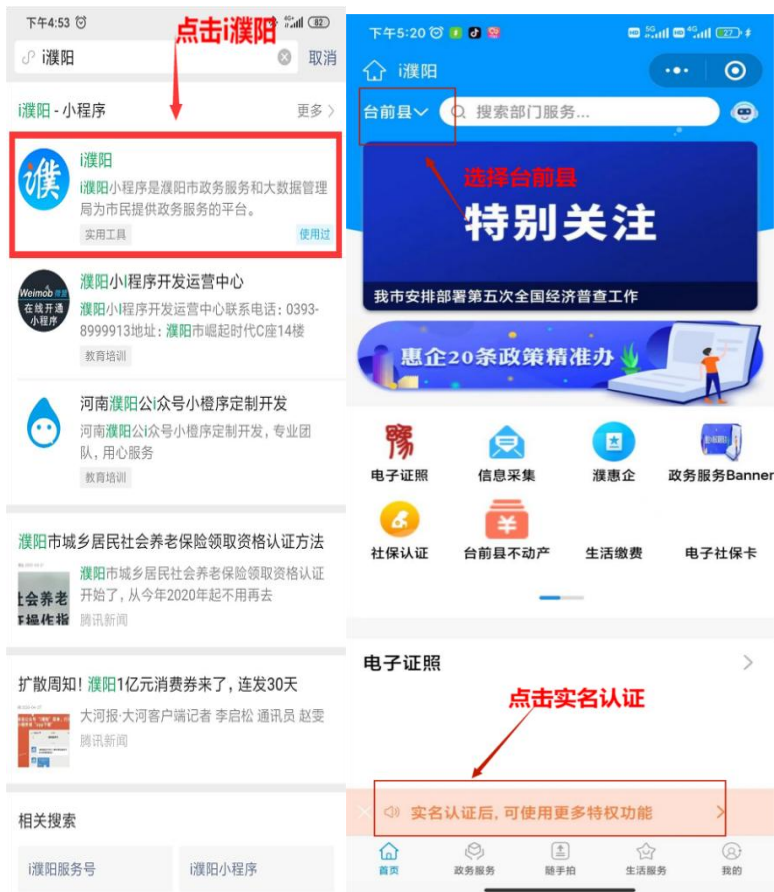 下午4:53
82
点击i濮阳
i濮阳
取消
i濮阳 - 小程序
更多
i濮
i濮阳
i濮阳小程序是濮阳市政务服务和大数据管理
局为市民提供政务服务的平台。
实用工具
使用过
Weimob 微盟
在线开通
小程序
濮阳小I程序开发运营中心
濮阳小I程序开发运营中心联系电话：0393-
8999913地址：濮阳市崛起时代C座14楼
教育培训
河南濮阳公i众号小橙序定制开发
河南濮阳公i众号小橙序定制开发，专业团
队，用心服务
教育培训
濮阳市城乡居民社会养老保险领取资格认证方法
濮阳市城乡居民社会养老保险领取资格认证
开始了，从今年2020年起不用再去
腾讯新闻
扩散周知！濮阳1亿元消费券来了，连发30天
大河报·大河客户端记者 李启松 通讯员 赵雯
腾讯新闻
相关搜索
i濮阳服务号
i濮阳小程序
下午5:20
HD 5G HD 4G 27
i濮阳
台前县
搜索部门服务...
选择台前县
特别关注
我市安排部署第五次全国经济普查工作
惠企20条政策精准办
电子证照
信息采集
濮惠企
政务服务Banner
社保认证
台前县不动产
生活缴费
电子社保卡
电子证照
点击实名认证
实名认证后, 可使用更多特权功能
首页
政务服务
随手拍
生活服务
我的